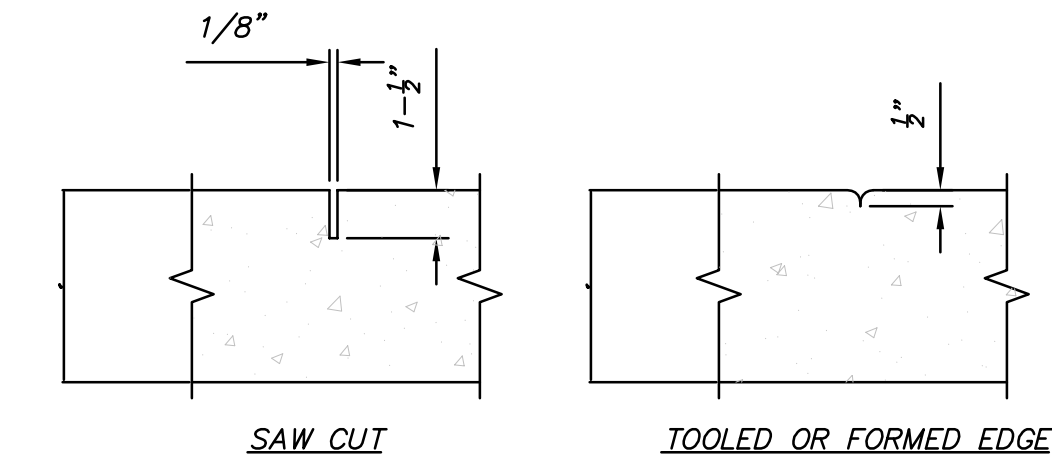 1/8"
1-1/2"
1/2"
SAW CUT
TOOLED OR FORMED EDGE